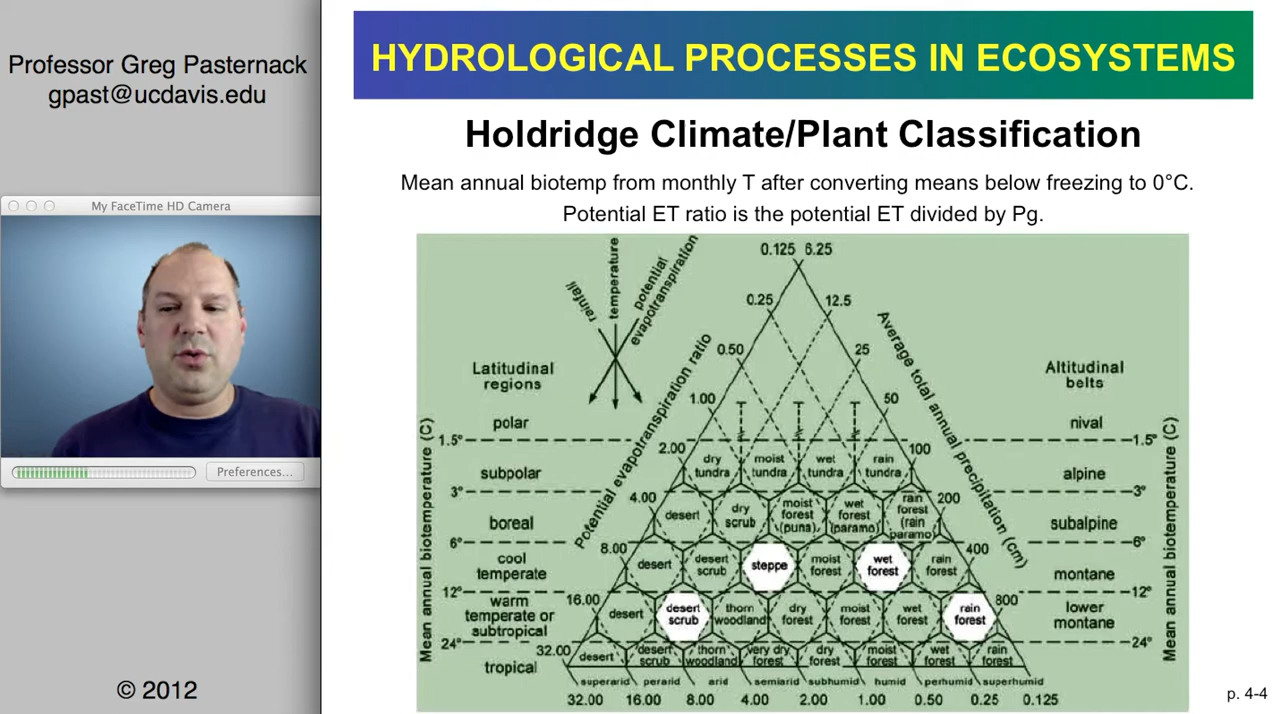 Professor Greg Pasternack
gpast@ucdavis.edu
My FaceTime HD Camera
Preferences...
© 2012
HYDROLOGICAL PROCESSES IN ECOSYSTEMS
Holdridge Climate/Plant Classification
Mean annual biotemp from monthly T after converting means below freezing to 0°C.
Potential ET ratio is the potential ET divided by Pg.
rainfall
temperature
potential
evapotranspiration
0.125 6.25
0.25 12.5
0.50 25
1.00 50
2.00 100
4.00 200
8.00 400
16.00 800
32.00
Potential evapotranspiration ratio
Average total annual precipitation (cm)
Mean annual biotemperature (C)
Latitudinal
regions
polar
1.5°
subpolar
3°
boreal
6°
cool
temperate
12°
warm
temperate or
subtropical
24°
tropical
dry
tundra
moist
tundra
wet
tundra
rain
tundra
desert
dry
scrub
moist
forest
(puna)
wet
forest
(paramo)
rain
forest
(rain
paramo)
desert
desert
scrub
steppe
moist
forest
wet
forest
rain
forest
desert
desert
scrub
thorn
woodland
dry
forest
moist
forest
wet
forest
rain
forest
desert
desert
scrub
thorn
woodland
very dry
forest
dry
forest
moist
forest
wet
forest
rain
forest
superarid perarid arid semiarid subhumid humid perhumid superhumid
32.00 16.00 8.00 4.00 2.00 1.00 0.50 0.25 0.125
Altitudinal
belts
nival
1.5°
alpine
3°
subalpine
6°
montane
12°
lower
montane
24°
Mean annual biotemperature (C)
p. 4-4